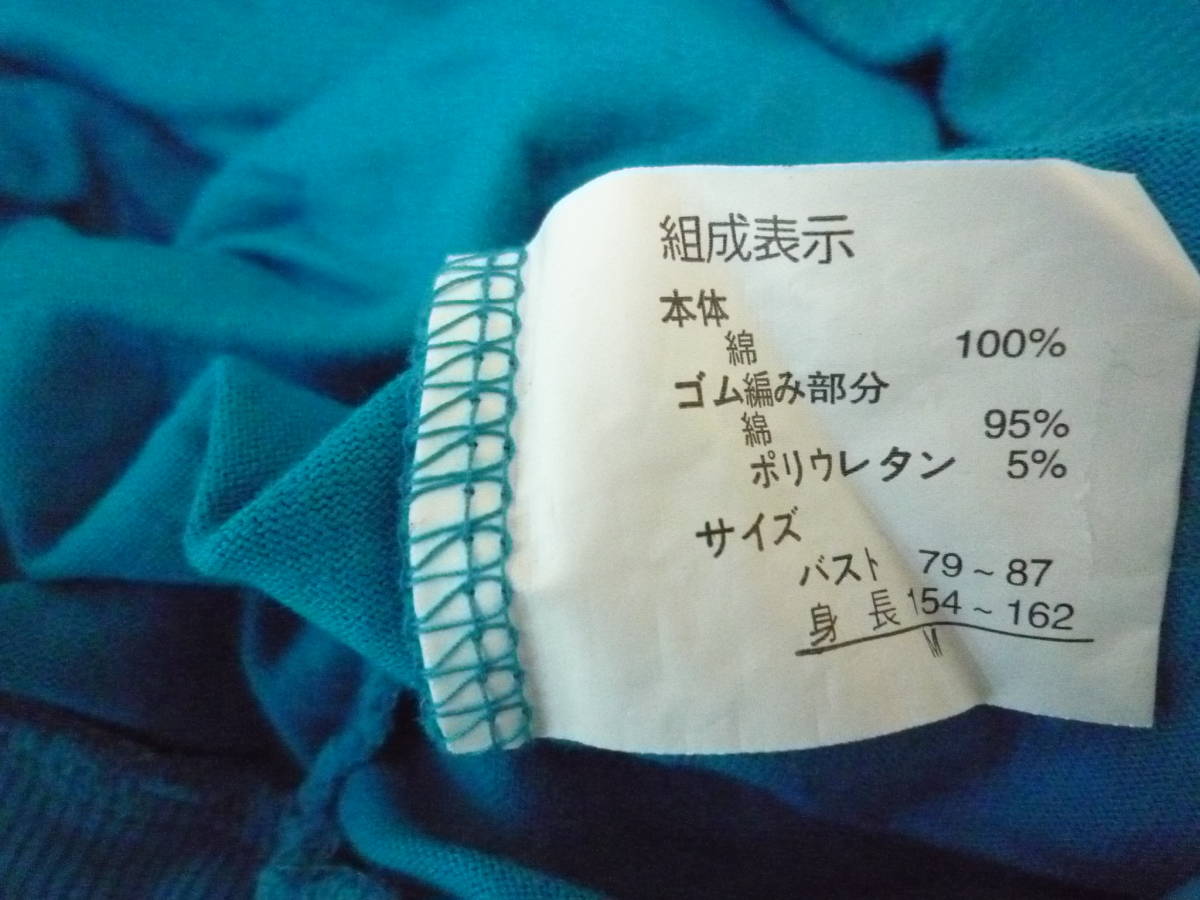 組成表示
本体
綿 100%
ゴム編み部分
綿 95%
ポリウレタン 5%
サイズ
バスト 79~87
身長 154~162
M